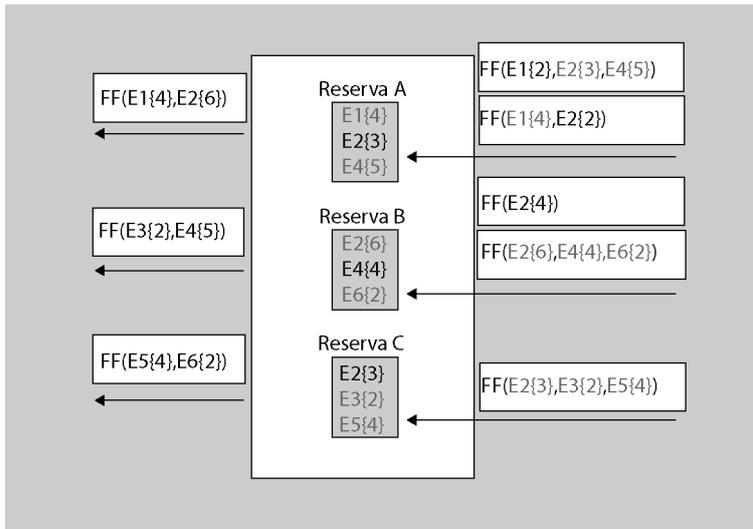 FF(E1{4},E2{6})
FF(E3{2},E4{5})
FF(E5{4},E6{2})
Reserva A
E1{4}
E2{3}
E4{5}
Reserva B
E2{6}
E4{4}
E6{2}
Reserva C
E2{3}
E3{2}
E5{4}
FF(E1{2},E2{3},E4{5})
FF(E1{4},E2{2})
FF(E2{4})
FF(E2{6},E4{4},E6{2})
FF(E2{3},E3{2},E5{4})